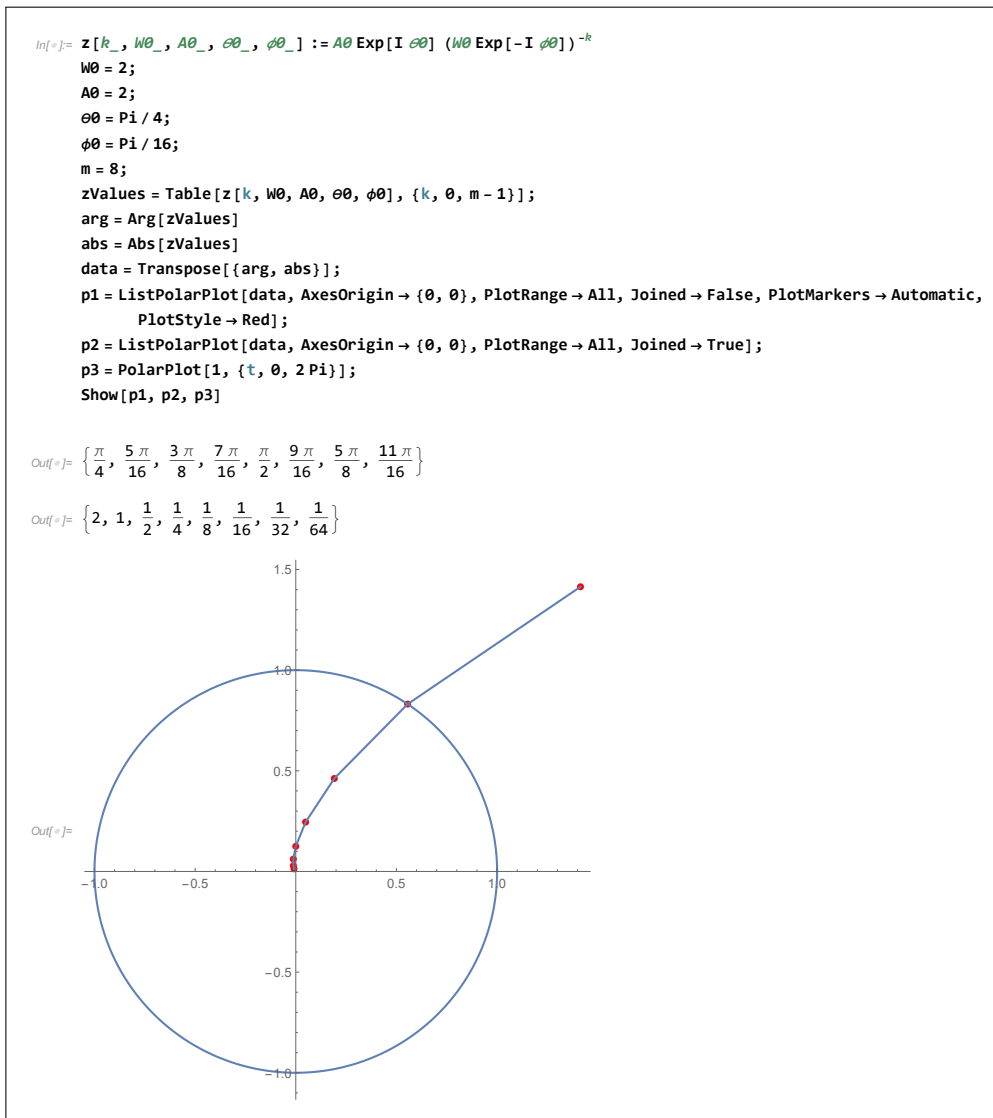 In[∘]:= z[k_, W0_, A0_, θ0_, ϕ0_] := A0 Exp[I θ0] (W0 Exp[-I ϕ0])^-k
W0 = 2;
A0 = 2;
θ0 = Pi / 4;
ϕ0 = Pi / 16;
m = 8;
zValues = Table[z[k, W0, A0, θ0, ϕ0], {k, 0, m - 1}];
arg = Arg[zValues]
abs = Abs[zValues]
data = Transpose[{arg, abs}];
p1 = ListPolarPlot[data, AxesOrigin → {0, 0}, PlotRange → All, Joined → False, PlotMarkers → Automatic,
PlotStyle → Red];
p2 = ListPolarPlot[data, AxesOrigin → {0, 0}, PlotRange → All, Joined → True];
p3 = PolarPlot[1, {t, 0, 2 Pi}];
Show[p1, p2, p3]
Out[∘]= {π/4, 5 π/16, 3 π/8, 7 π/16, π/2, 9 π/16, 5 π/8, 11 π/16}
Out[∘]= {2, 1, 1/2, 1/4, 1/8, 1/16, 1/32, 1/64}
1.5
1.0
0.5
Out[∘]=
-1.0 -0.5 0.5 1.0
-0.5
-1.0